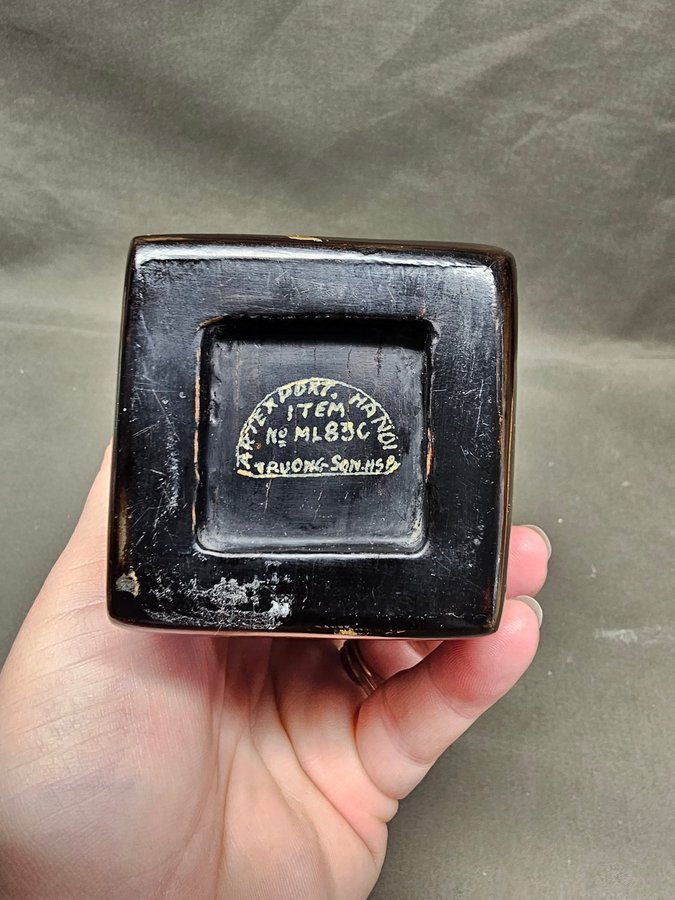 ARTEXPORT. HANOI
ITEM
Nº ML83C
TRUONG-SON.HSB